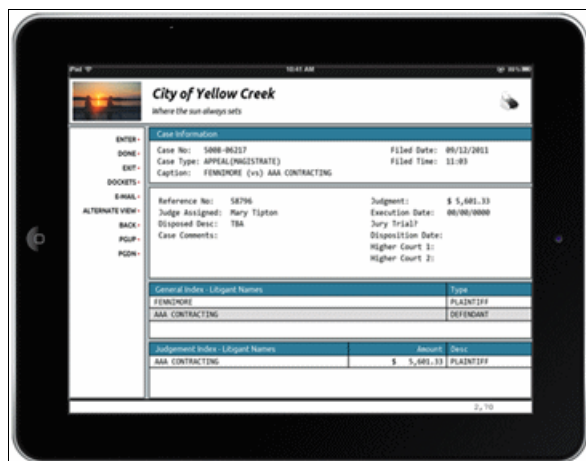 iPad 10:41 AM
City of Yellow Creek
Where the sun always sets
ENTER
DONE
EXIT
DOCKETS
E-MAIL
ALTERNATE VIEW
BACK
PGUP
PGDN
Case Information
Case No: 5008-06217 Filed Date: 09/12/2011
Case Type: APPEAL(MAGISTRATE) Filed Time: 11:03
Caption: FENNIMORE (vs) AAA CONTRACTING
Reference No: 58796 Judgment: $ 5,601.33
Judge Assigned: Mary Tipton Execution Date: 00/00/0000
Disposed Desc: TBA Jury Trial?
Case Comments: Disposition Date:
Higher Court 1:
Higher Court 2:
General Index - Litigant Names Type
FENNIMORE PLAINTIFF
AAA CONTRACTING DEFENDANT
Judgement Index - Litigant Names Amount Desc
AAA CONTRACTING $ 5,601.33 PLAINTIFF
2,70